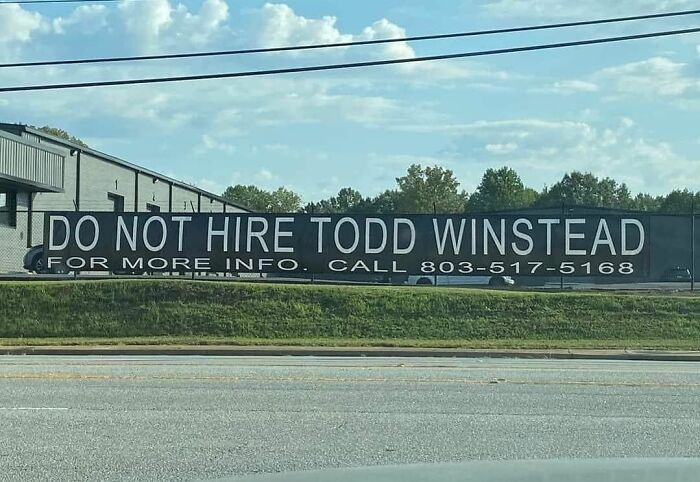 DO NOT HIRE TODD WINSTEAD
FOR MORE INFO. CALL 803-517-5168